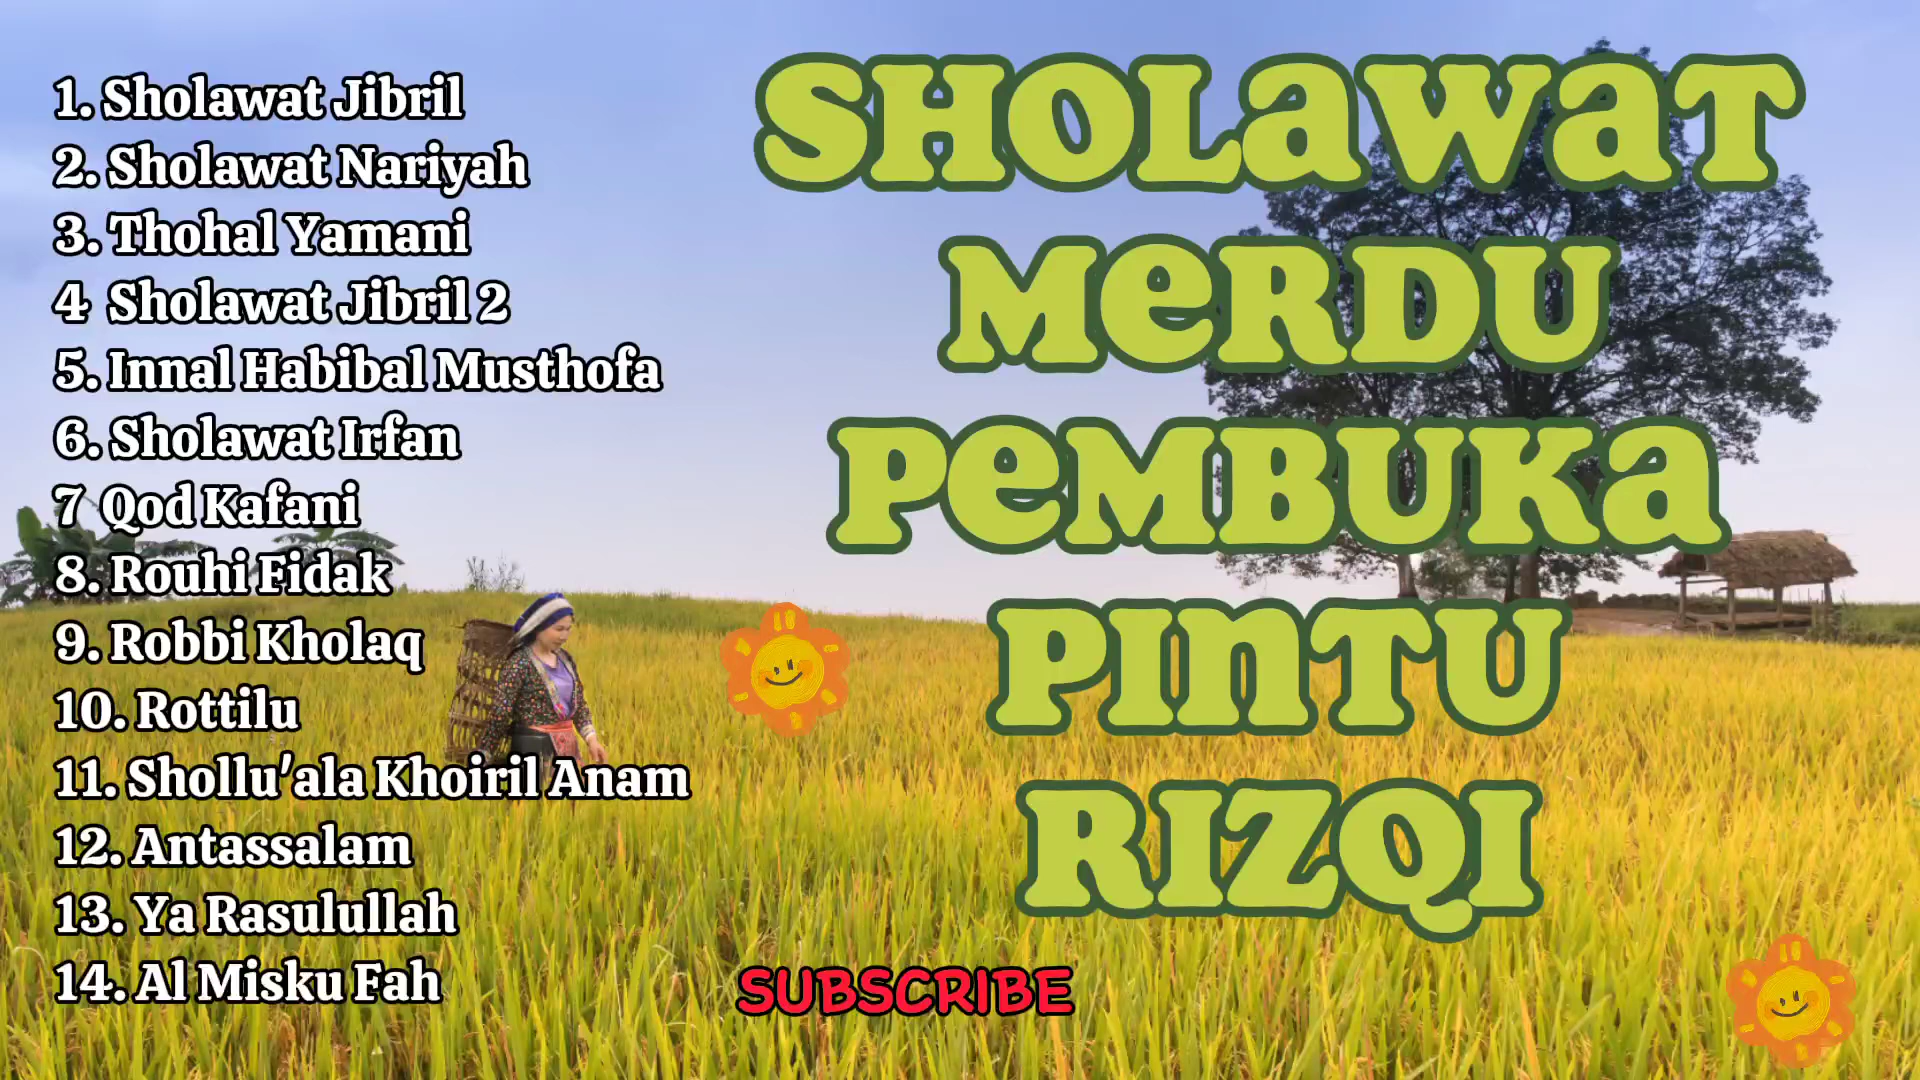 1. Sholawat Jibril
2. Sholawat Nariyah
3. Thohal Yamani
4 Sholawat Jibril 2
5. Innal Habibal Musthofa
6. Sholawat Irfan
7 Qod Kafani
8. Rouhi Fidak
9. Robbi Kholaq
10. Rottilu
11. Shollu'ala Khoiril Anam
12. Antassalam
13. Ya Rasulullah
14. Al Misku Fah
SHOLAWAT
MERDU
PEMBUKA
PINTU
RIZQI
SUBSCRIBE